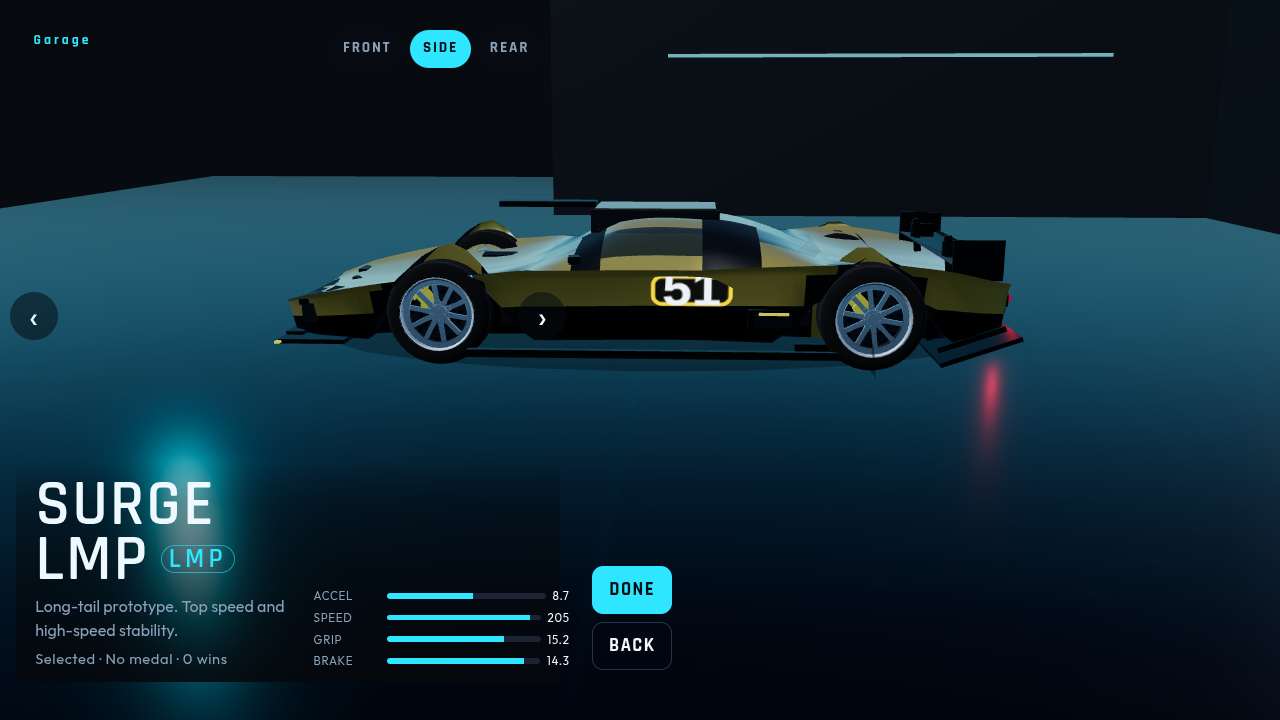 Garage
FRONT SIDE REAR
51
SURGE
LMP LMP
Long-tail prototype. Top speed and
high-speed stability.
Selected · No medal · 0 wins
ACCEL 8.7
SPEED 205
GRIP 15.2
BRAKE 14.3
DONE
BACK